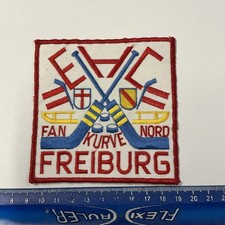 EHC
FAN NORD
KURVE
FREIBURG
FLEXI RULER